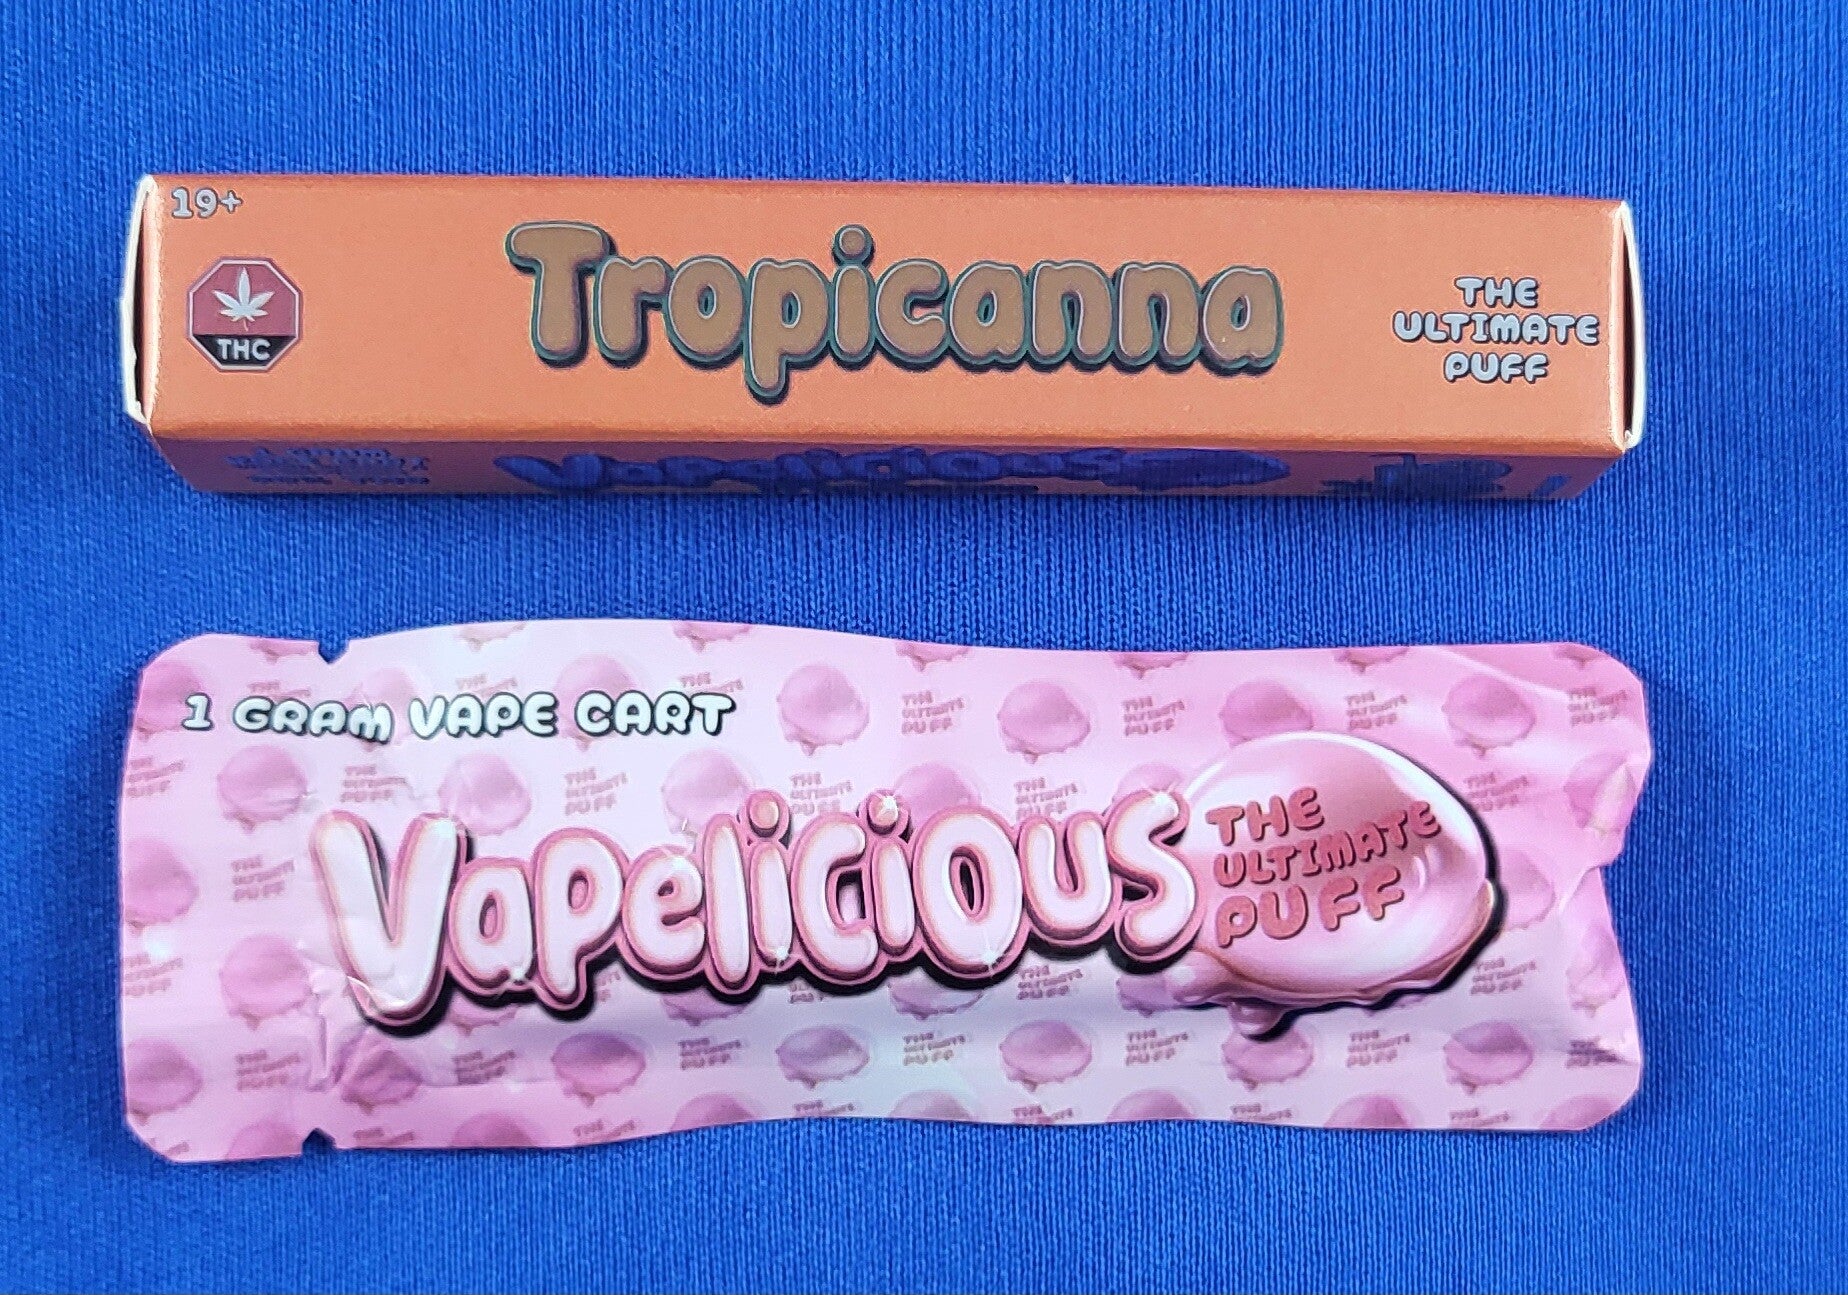 19+
THC
Tropicanna
THE
ULTIMATE
PUFF
Vapelicious
1 GRAM VAPE CART
Vapelicious
THE
ULTIMATE
PUFF